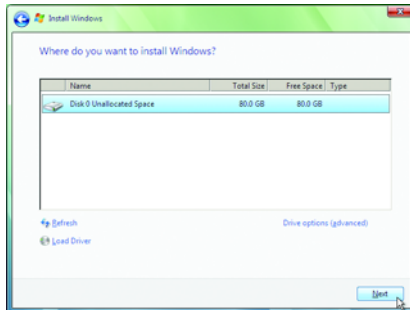 Install Windows
Where do you want to install Windows?
Name Total Size Free Space Type
Disk 0 Unallocated Space 80.0 GB 80.0 GB
Refresh Drive options (advanced)
Load Driver
Next